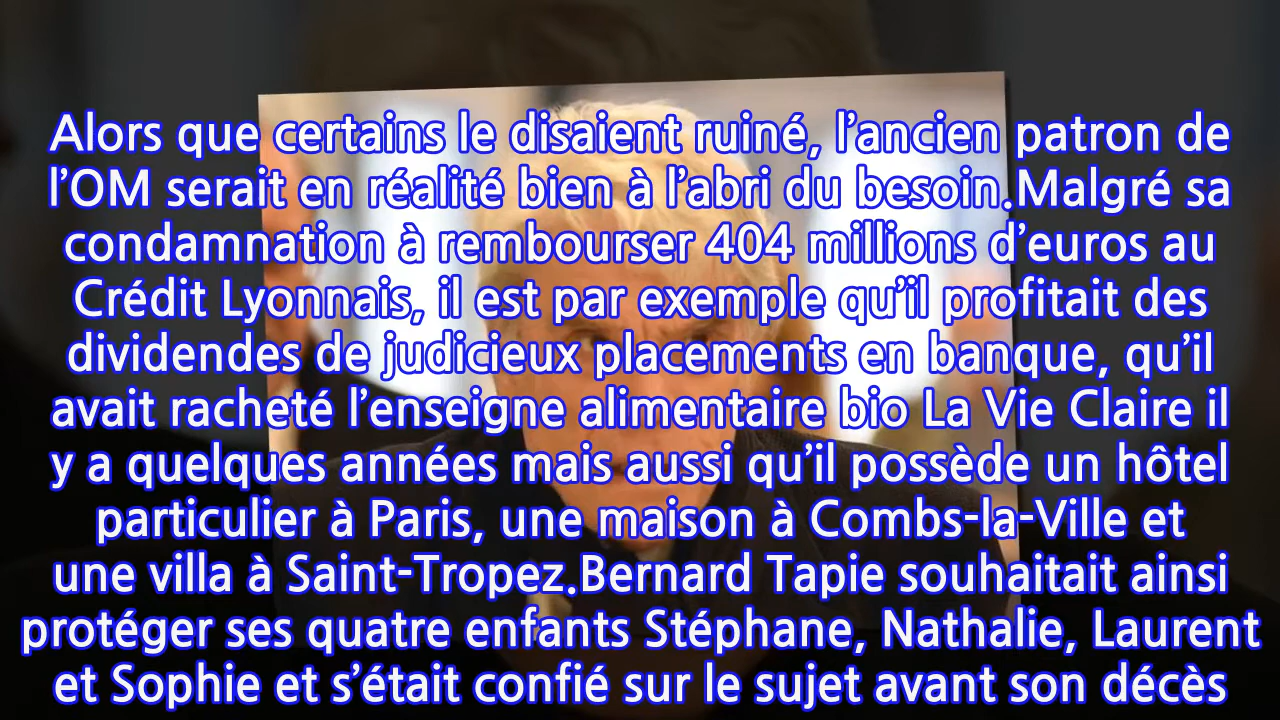 Alors que certains le disaient ruiné, l’ancien patron de
l’OM serait en réalité bien à l’abri du besoin.Malgré sa
condamnation à rembourser 404 millions d’euros au
Crédit Lyonnais, il est par exemple qu’il profitait des
dividendes de judicieux placements en banque, qu’il
avait racheté l’enseigne alimentaire bio La Vie Claire il
y a quelques années mais aussi qu’il possède un hôtel
particulier à Paris, une maison à Combs-la-Ville et
une villa à Saint-Tropez.Bernard Tapie souhaitait ainsi
protéger ses quatre enfants Stéphane, Nathalie, Laurent
et Sophie et s’était confié sur le sujet avant son décès